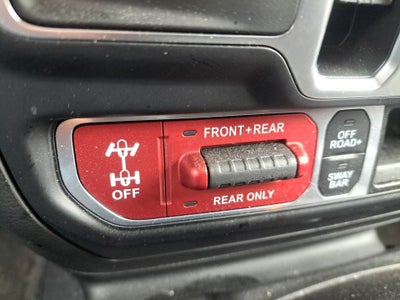 FRONT+REAR
OFF
REAR ONLY
OFF
ROAD+
SWAY
BAR